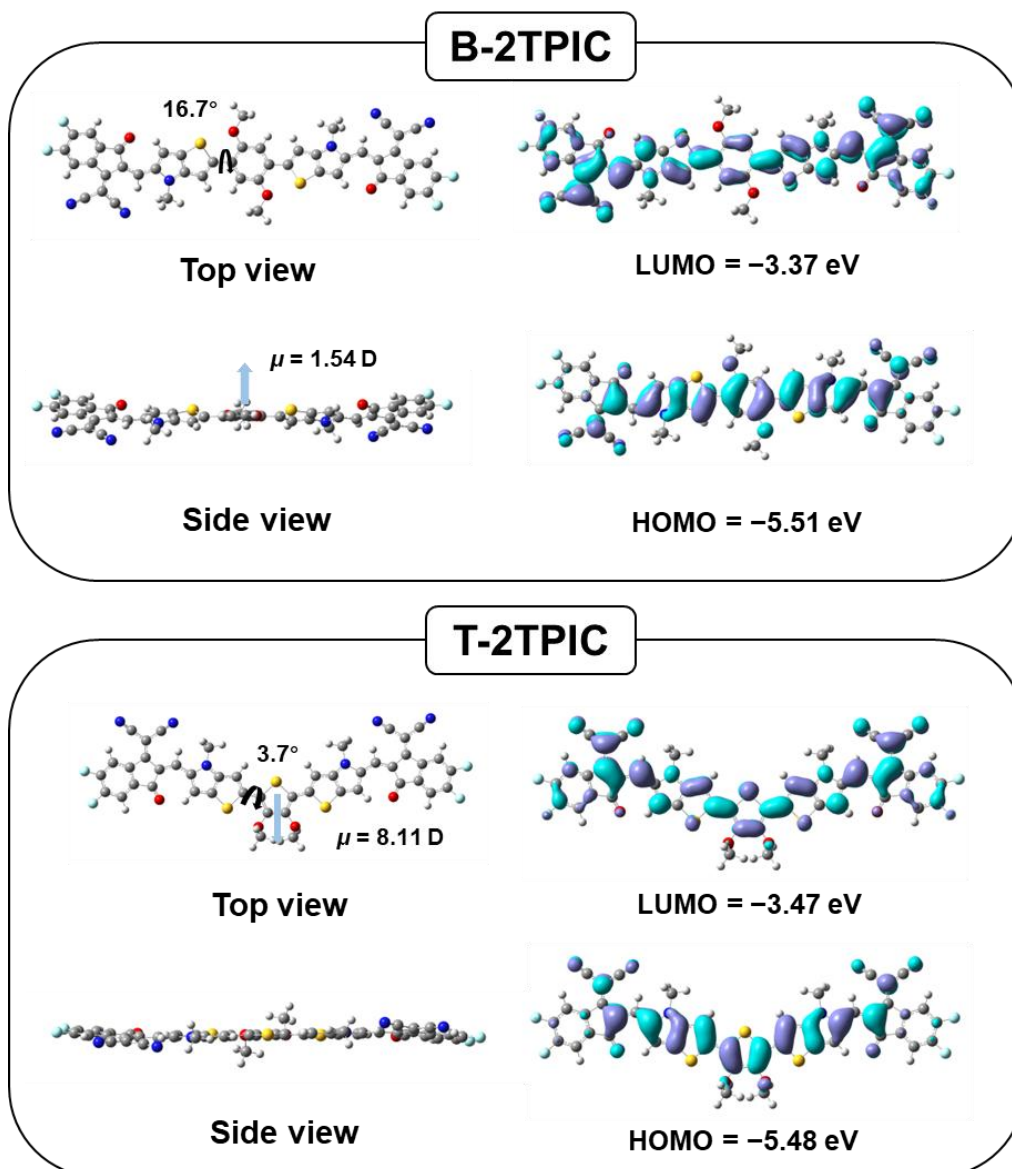 B-2TPIC
16.7°
Top view
LUMO = −3.37 eV
μ = 1.54 D
Side view
HOMO = −5.51 eV
T-2TPIC
3.7°
μ = 8.11 D
Top view
LUMO = −3.47 eV
Side view
HOMO = −5.48 eV